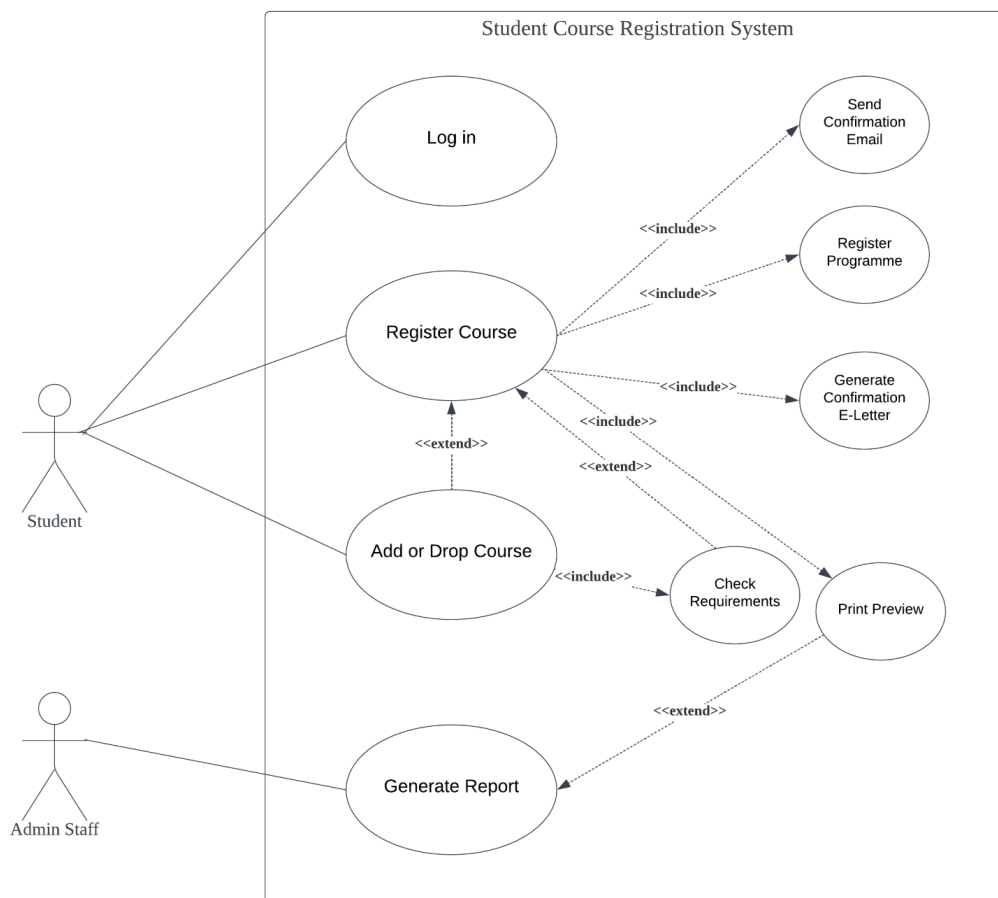 Student Course Registration System
Send
Confirmation
Email
Log in
<<include>>
Register
Programme
<<include>>
Register Course
Generate
Confirmation
E-Letter
<<include>>
<<include>>
<<extend>>
<<extend>>
Student
Add or Drop Course
<<include>>
Check
Requirements
Print Preview
<<extend>>
Generate Report
Admin Staff